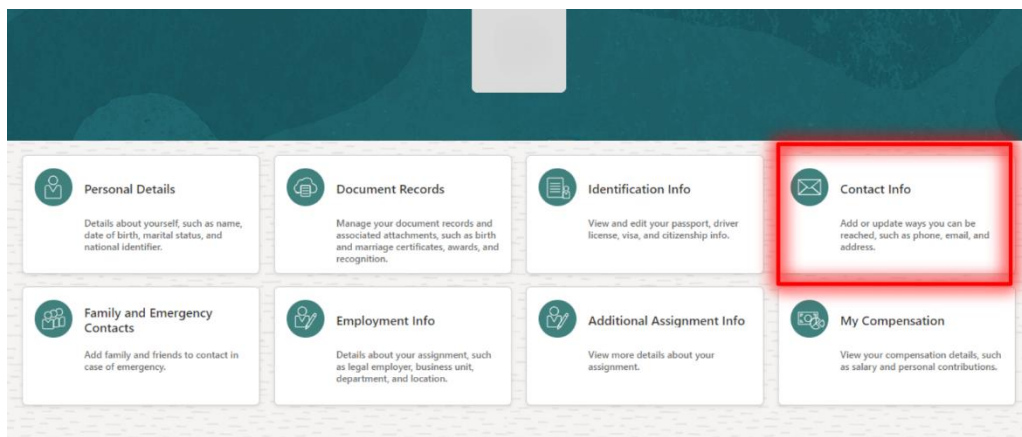 Personal Details
Details about yourself, such as name,
date of birth, marital status, and
national identifier.
Document Records
Manage your document records and
associated attachments, such as birth
and marriage certificates, awards, and
recognition.
Identification Info
View and edit your passport, driver
license, visa, and citizenship info.
Contact Info
Add or update ways you can be
reached, such as phone, email, and
address.
Family and Emergency
Contacts
Add family and friends to contact in
case of emergency.
Employment Info
Details about your assignment, such
as legal employer, business unit,
department, and location.
Additional Assignment Info
View more details about your
assignment.
My Compensation
View your compensation details, such
as salary and personal contributions.